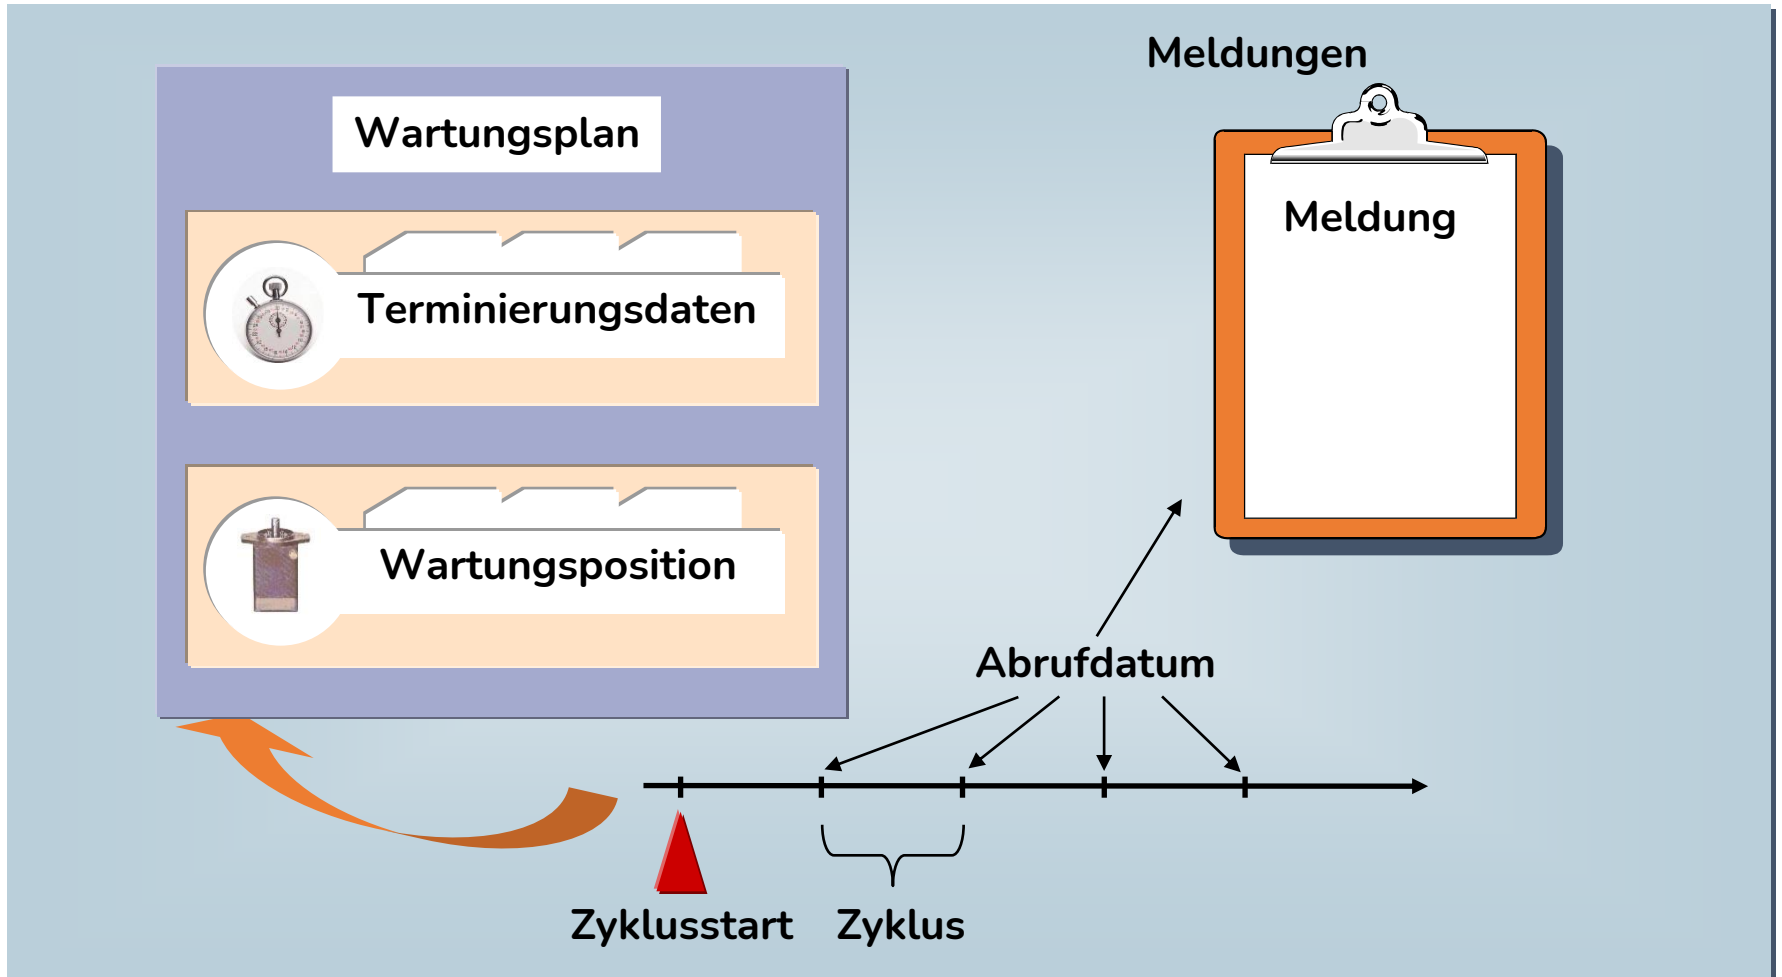 Meldungen
Wartungsplan
Meldung
Terminierungsdaten
Wartungsposition
Abrufdatum
Zyklusstart
Zyklus